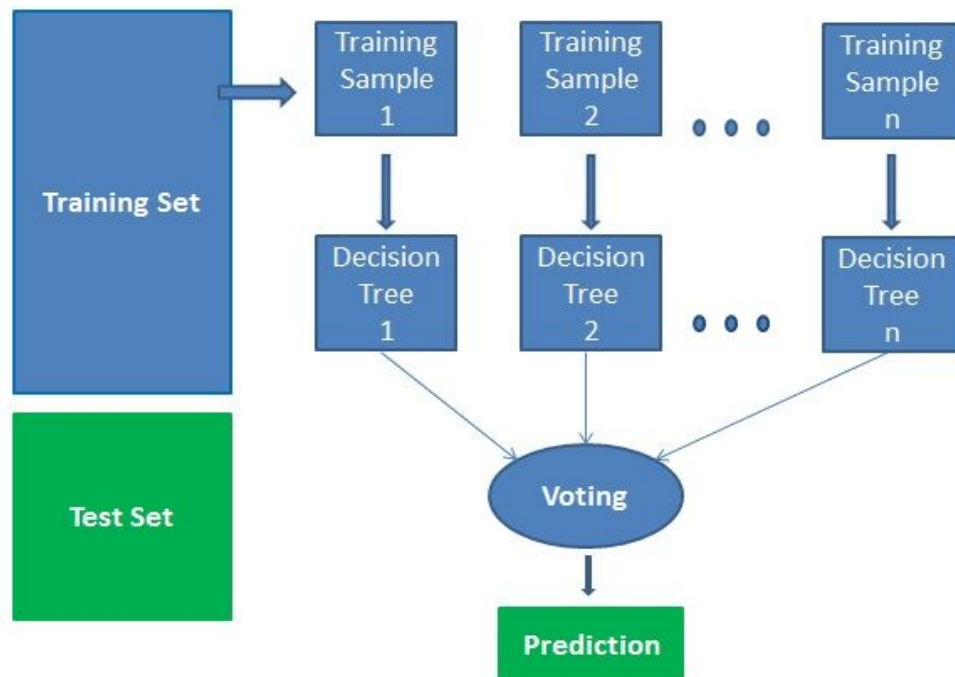 Training Set
Training
Sample
1
Training
Sample
2
Training
Sample
n
Decision
Tree
1
Decision
Tree
2
Decision
Tree
n
Test Set
Voting
Prediction